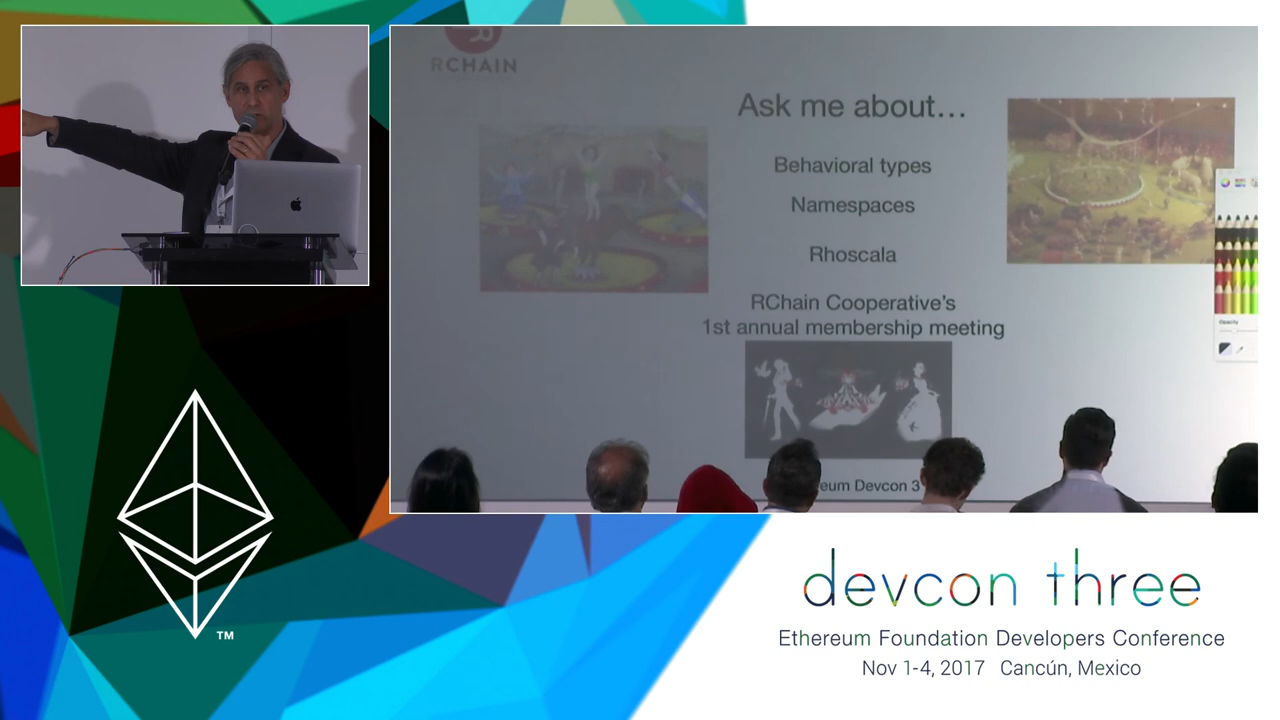 RCHAIN
Ask me about...
Behavioral types
Namespaces
Rhoscala
RChain Cooperative's
1st annual membership meeting
eum Devcon 3
Opacity
TM
devcon three
Ethereum Foundation Developers Conference
Nov 1-4, 2017 Cancún, Mexico